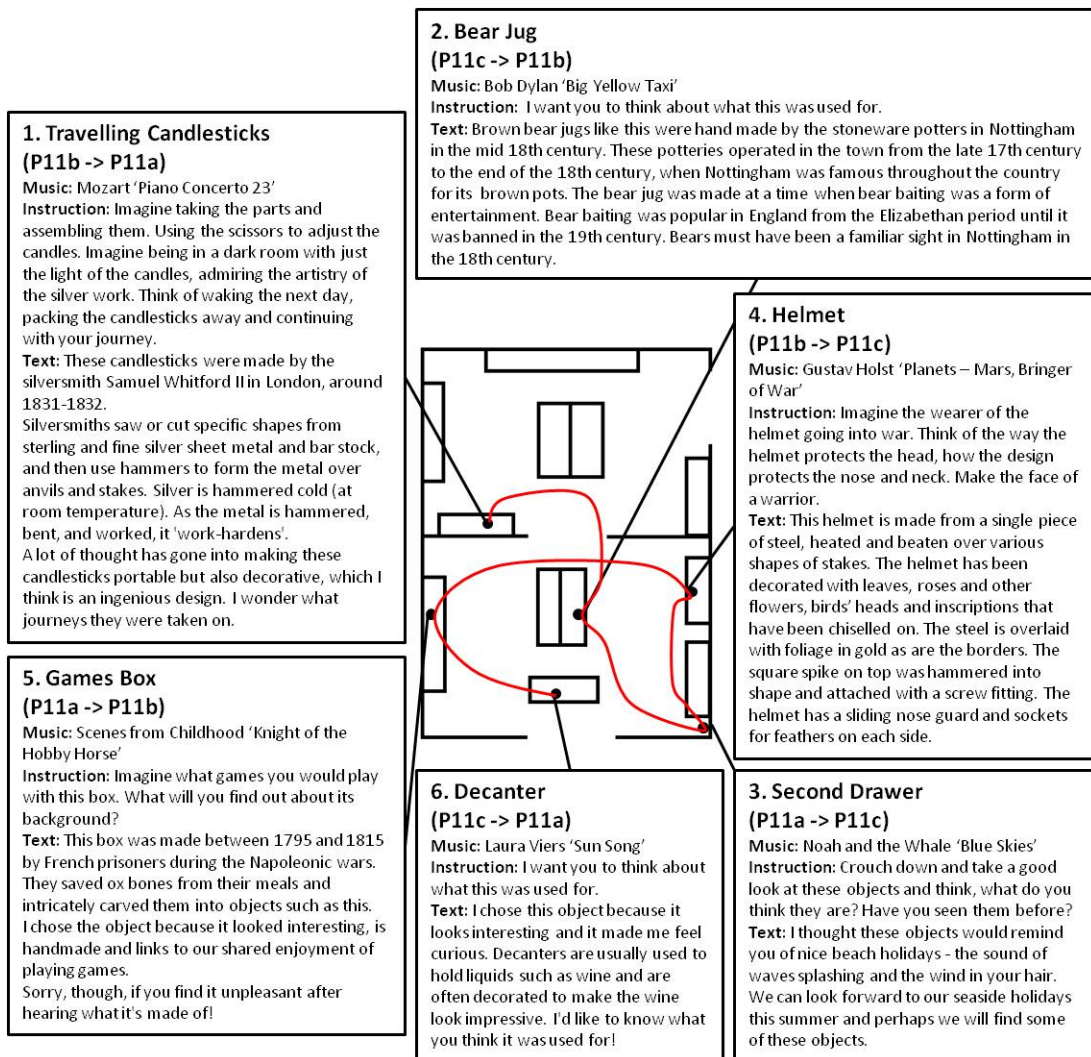 1. Travelling Candlesticks
(P11b -> P11a)
Music: Mozart ‘Piano Concerto 23’
Instruction: Imagine taking the parts and
assembling them. Using the scissors to adjust the
candles. Imagine being in a dark room with just
the light of the candles, admiring the artistry of
the silver work. Think of waking the next day,
packing the candlesticks away and continuing
with your journey.
Text: These candlesticks were made by the
silversmith Samuel Whitford II in London, around
1831-1832.
Silversmiths saw or cut specific shapes from
sterling and fine silver sheet metal and bar stock,
and then use hammers to form the metal over
anvils and stakes. Silver is hammered cold (at
room temperature). As the metal is hammered,
bent, and worked, it 'work-hardens'.
A lot of thought has gone into making these
candlesticks portable but also decorative, which I
think is an ingenious design. I wonder what
journeys they were taken on.
2. Bear Jug
(P11c -> P11b)
Music: Bob Dylan ‘Big Yellow Taxi’
Instruction: I want you to think about what this was used for.
Text: Brown bear jugs like this were hand made by the stoneware potters in Nottingham
in the mid 18th century. These potteries operated in the town from the late 17th century
to the end of the 18th century, when Nottingham was famous throughout the country
for its brown pots. The bear jug was made at a time when bear baiting was a form of
entertainment. Bear baiting was popular in England from the Elizabethan period until it
was banned in the 19th century. Bears must have been a familiar sight in Nottingham in
the 18th century.
3. Second Drawer
(P11a -> P11c)
Music: Noah and the Whale ‘Blue Skies’
Instruction: Crouch down and take a good
look at these objects and think, what do you
think they are? Have you seen them before?
Text: I thought these objects would remind
you of nice beach holidays - the sound of
waves splashing and the wind in your hair.
We can look forward to our seaside holidays
this summer and perhaps we will find some
of these objects.
4. Helmet
(P11b -> P11c)
Music: Gustav Holst ‘Planets – Mars, Bringer
of War’
Instruction: Imagine the wearer of the
helmet going into war. Think of the way the
helmet protects the head, how the design
protects the nose and neck. Make the face of
a warrior.
Text: This helmet is made from a single piece
of steel, heated and beaten over various
shapes of stakes. The helmet has been
decorated with leaves, roses and other
flowers, birds’ heads and inscriptions that
have been chiselled on. The steel is overlaid
with foliage in gold as are the borders. The
square spike on top was hammered into
shape and attached with a screw fitting. The
helmet has a sliding nose guard and sockets
for feathers on each side.
5. Games Box
(P11a -> P11b)
Music: Scenes from Childhood ‘Knight of the
Hobby Horse’
Instruction: Imagine what games you would play
with this box. What will you find out about its
background?
Text: This box was made between 1795 and 1815
by French prisoners during the Napoleonic wars.
They saved ox bones from their meals and
intricately carved them into objects such as this.
I chose the object because it looked interesting, is
handmade and links to our shared enjoyment of
playing games.
Sorry, though, if you find it unpleasant after
hearing what it's made of!
6. Decanter
(P11c -> P11a)
Music: Laura Viers ‘Sun Song’
Instruction: I want you to think about
what this was used for.
Text: I chose this object because it
looks interesting and it made me feel
curious. Decanters are usually used to
hold liquids such as wine and are
often decorated to make the wine
look impressive. I'd like to know what
you think it was used for!